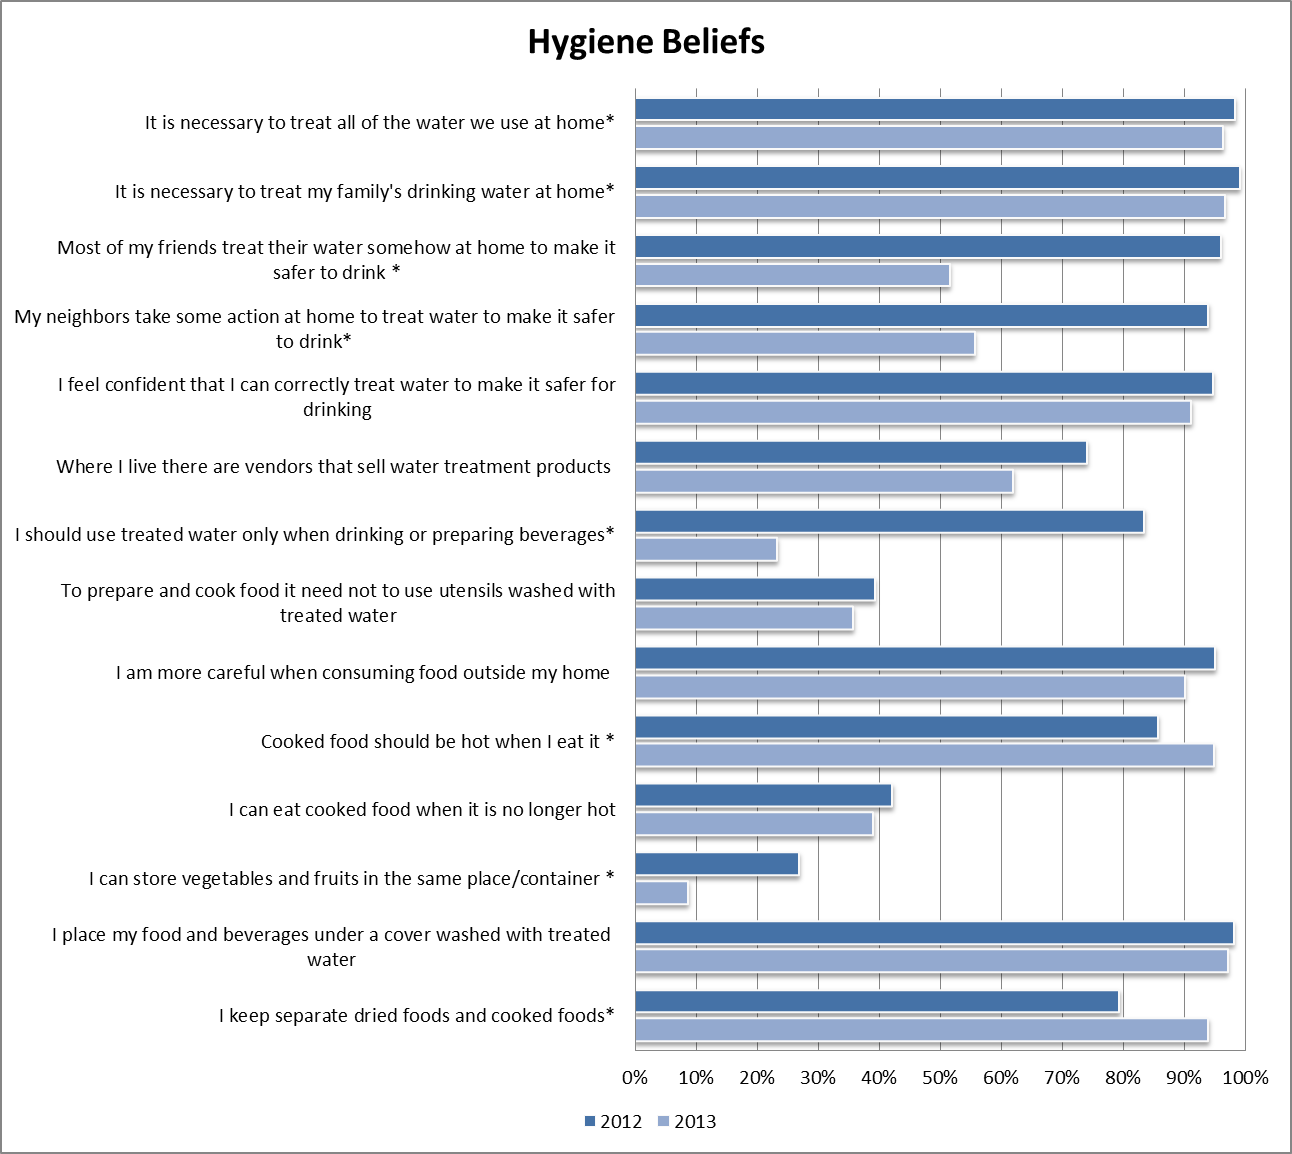 Hygiene Beliefs
It is necessary to treat all of the water we use at home*
It is necessary to treat my family's drinking water at home*
Most of my friends treat their water somehow at home to make it
safer to drink *
My neighbors take some action at home to treat water to make it safer
to drink*
I feel confident that I can correctly treat water to make it safer for
drinking
Where I live there are vendors that sell water treatment products
I should use treated water only when drinking or preparing beverages*
To prepare and cook food it need not to use utensils washed with
treated water
I am more careful when consuming food outside my home
Cooked food should be hot when I eat it *
I can eat cooked food when it is no longer hot
I can store vegetables and fruits in the same place/container *
I place my food and beverages under a cover washed with treated
water
I keep separate dried foods and cooked foods*
0% 10% 20% 30% 40% 50% 60% 70% 80% 90% 100%
2012 2013